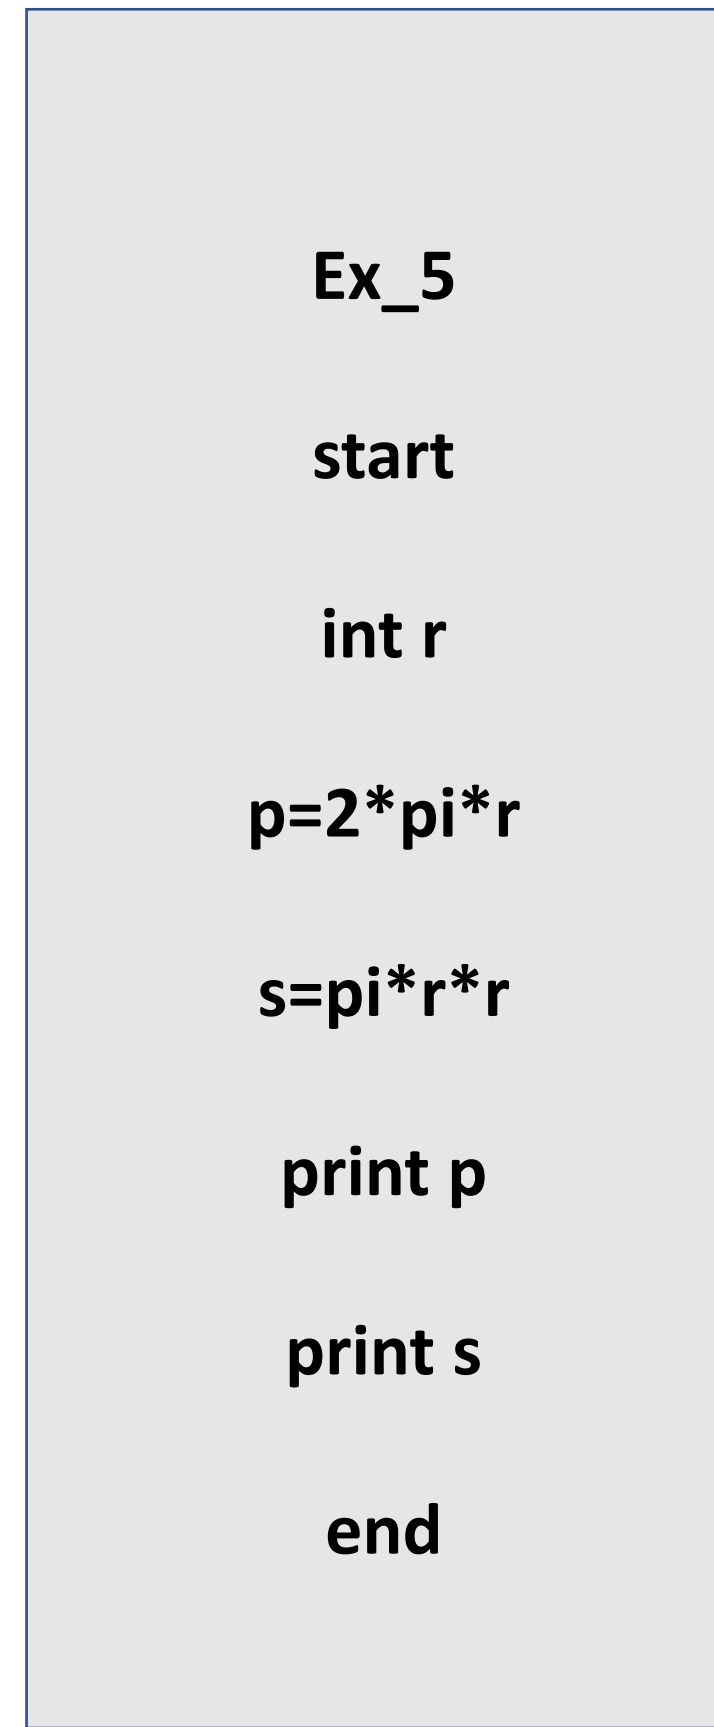 Ex_5
start
int r
p=2*pi*r
s=pi*r*r
print p
print s
end